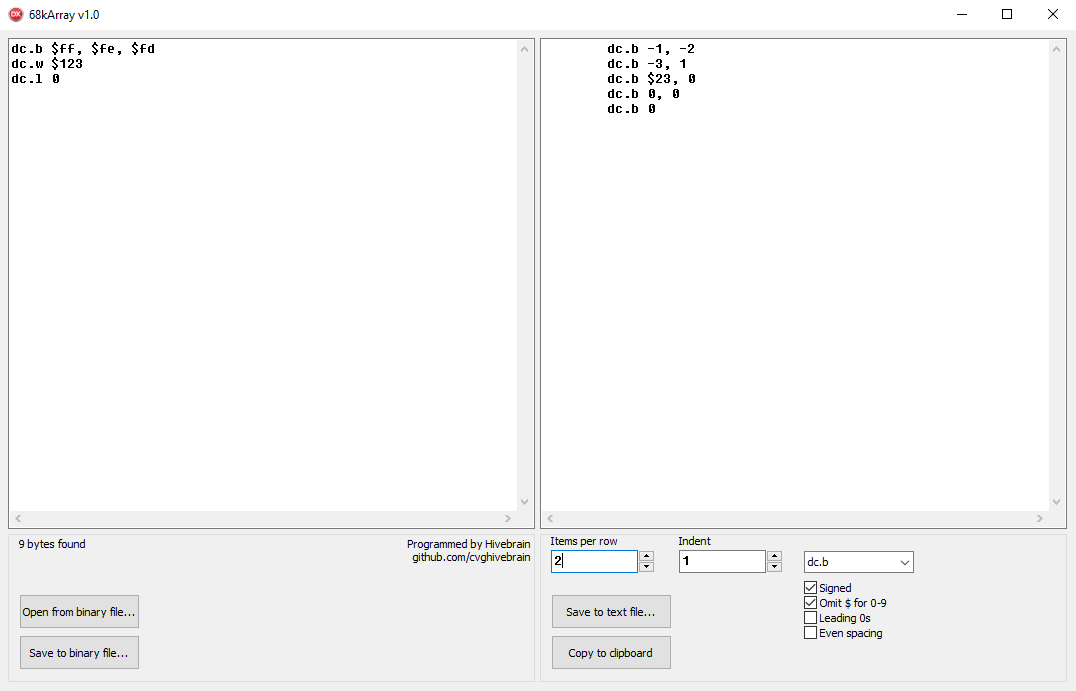 DX 68kArray v1.0
dc.b $ff, $fe, $fd
dc.w $123
dc.l 0
dc.b -1, -2
dc.b -3, 1
dc.b $23, 0
dc.b 0, 0
dc.b 0
9 bytes found
Programmed by Hivebrain
github.com/cvghivebrain
Open from binary file...
Save to binary file...
Items per row
2
Indent
1
dc.b
Signed
Omit $ for 0-9
Leading 0s
Even spacing
Save to text file...
Copy to clipboard